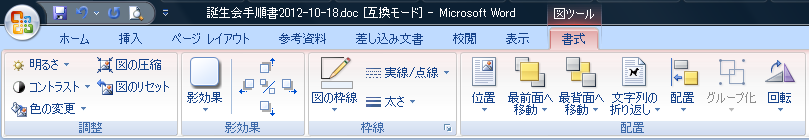 誕生会手順書2012-10-18.doc [互換モード] - Microsoft Word
図ツール
ホーム 挿入 ページ レイアウト 参考資料 差し込み文書 校閲 表示 書式
明るさ 図の圧縮
コントラスト 図のリセット
色の変更
調整
影効果
影効果
図の枠線
実線/点線
太さ
枠線
位置
最前面へ
移動
最背面へ
移動
文字列の
折り返し
配置
グループ化
回転
配置